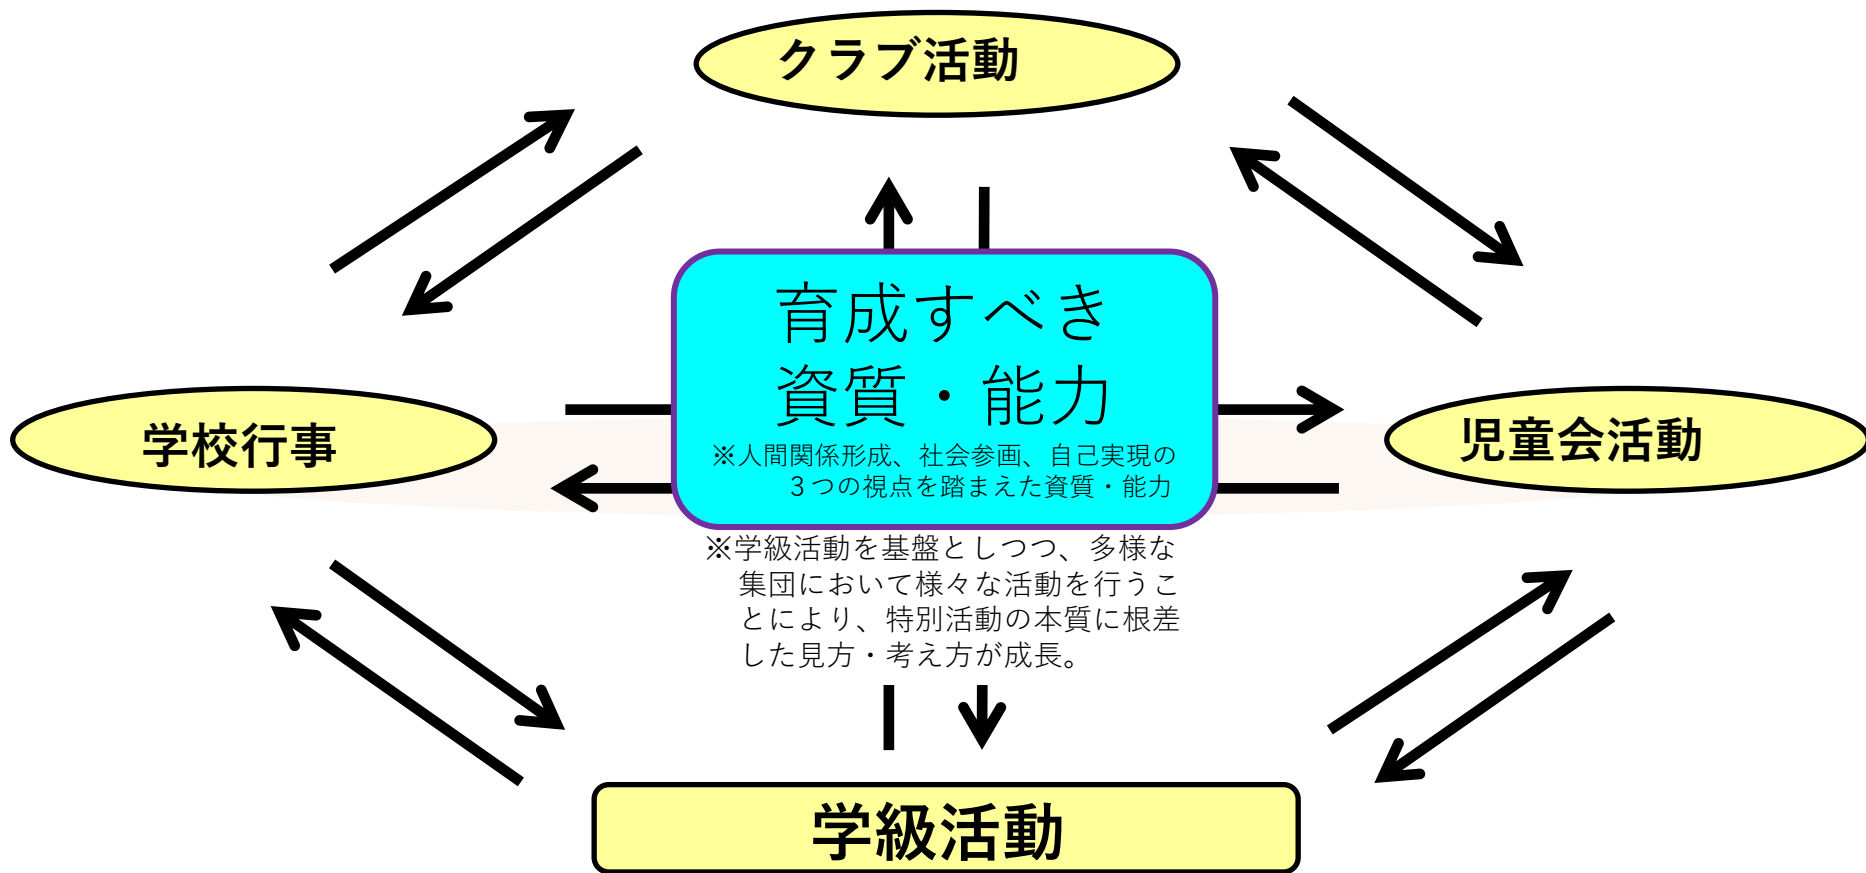 クラブ活動
育成すべき
資質・能力
※人間関係形成、社会参画、自己実現の
３つの視点を踏まえた資質・能力
学校行事
児童会活動
※学級活動を基盤としつつ、多様な
集団において様々な活動を行うこ
とにより、特別活動の本質に根差
した見方・考え方が成長。
学級活動